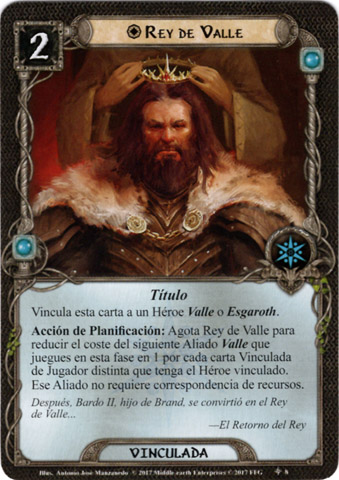 2
REY DE VALLE
Título
Vincula esta carta a un Héroe Valle o Esgaroth.
Acción de Planificación: Agota Rey de Valle para
reducir el coste del siguiente Aliado Valle que
juegues en esta fase en 1 por cada carta Vinculada
de Jugador distinta que tenga el Héroe vinculado.
Ese Aliado no requiere correspondencia de recursos.
Después, Bardo II, hijo de Brand, se convirtió en el Rey
de Valle...
—El Retorno del Rey
VINCULADA
Illus. Antonio José Manzanedo © 2017 Middle-earth Enterprises © 2017 FFG 8